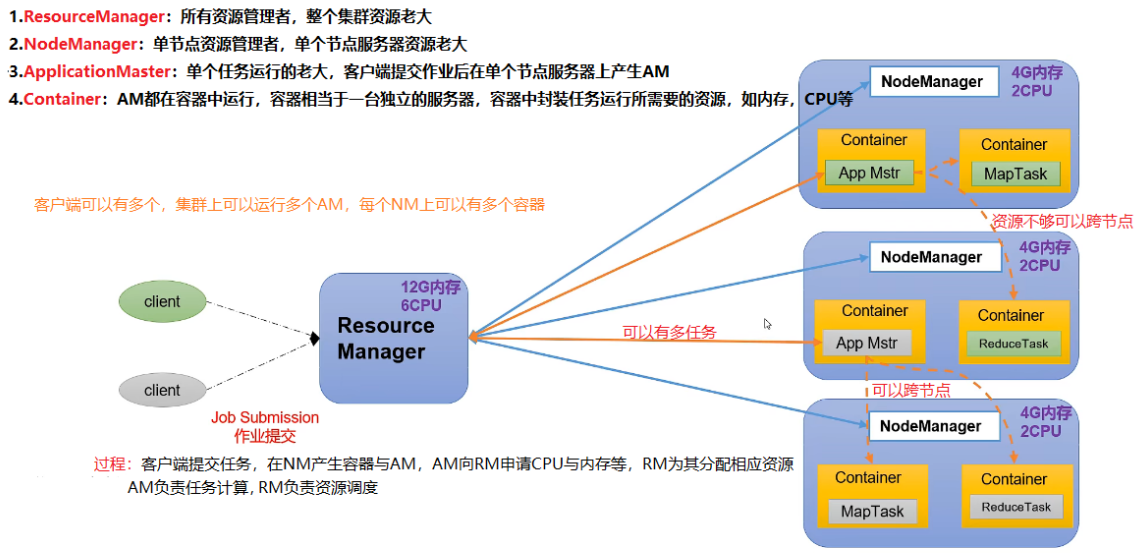 1.ResourceManager：所有资源管理者，整个集群资源老大
2.NodeManager：单节点资源管理者，单个节点服务器资源老大
3.ApplicationMaster：单个任务运行的老大，客户端提交作业后在单个节点服务器上产生AM
4.Container：AM都在容器中运行，容器相当于一台独立的服务器，容器中封装任务运行所需要的资源，如内存，CPU等
NodeManager
4G内存
2CPU
Container
Container
App Mstr
MapTask
客户端可以有多个，集群上可以运行多个AM，每个NM上可以有多个容器
资源不够可以跨节点
NodeManager
4G内存
2CPU
client
12G内存
6CPU
Resource
Manager
Container
Container
可以有多任务
App Mstr
ReduceTask
client
可以跨节点
Job Submission
作业提交
NodeManager
4G内存
2CPU
过程：客户端提交任务，在NM产生容器与AM，AM向RM申请CPU与内存等，RM为其分配相应资源
AM负责任务计算, RM负责资源调度
Container
Container
MapTask
ReduceTask